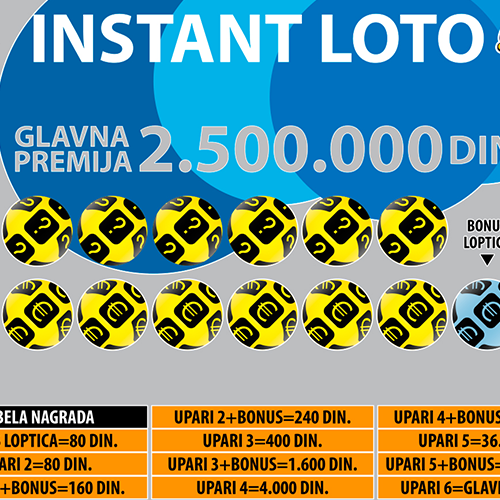 INSTANT LOTO
GLAVNA
PREMIJA 2.500.000 DIN
BONU
LOPTIC
BELA NAGRADA
LOPTICA=80 DIN.
ARI 2=80 DIN.
+BONUS=160 DIN.
UPARI 2+BONUS=240 DIN.
UPARI 3=400 DIN.
UPARI 3+BONUS=1.600 DIN.
UPARI 4=4.000 DIN.
UPARI 4+BONUS
UPARI 5=36.
UPARI 5+BONUS=
UPARI 6=GLAV